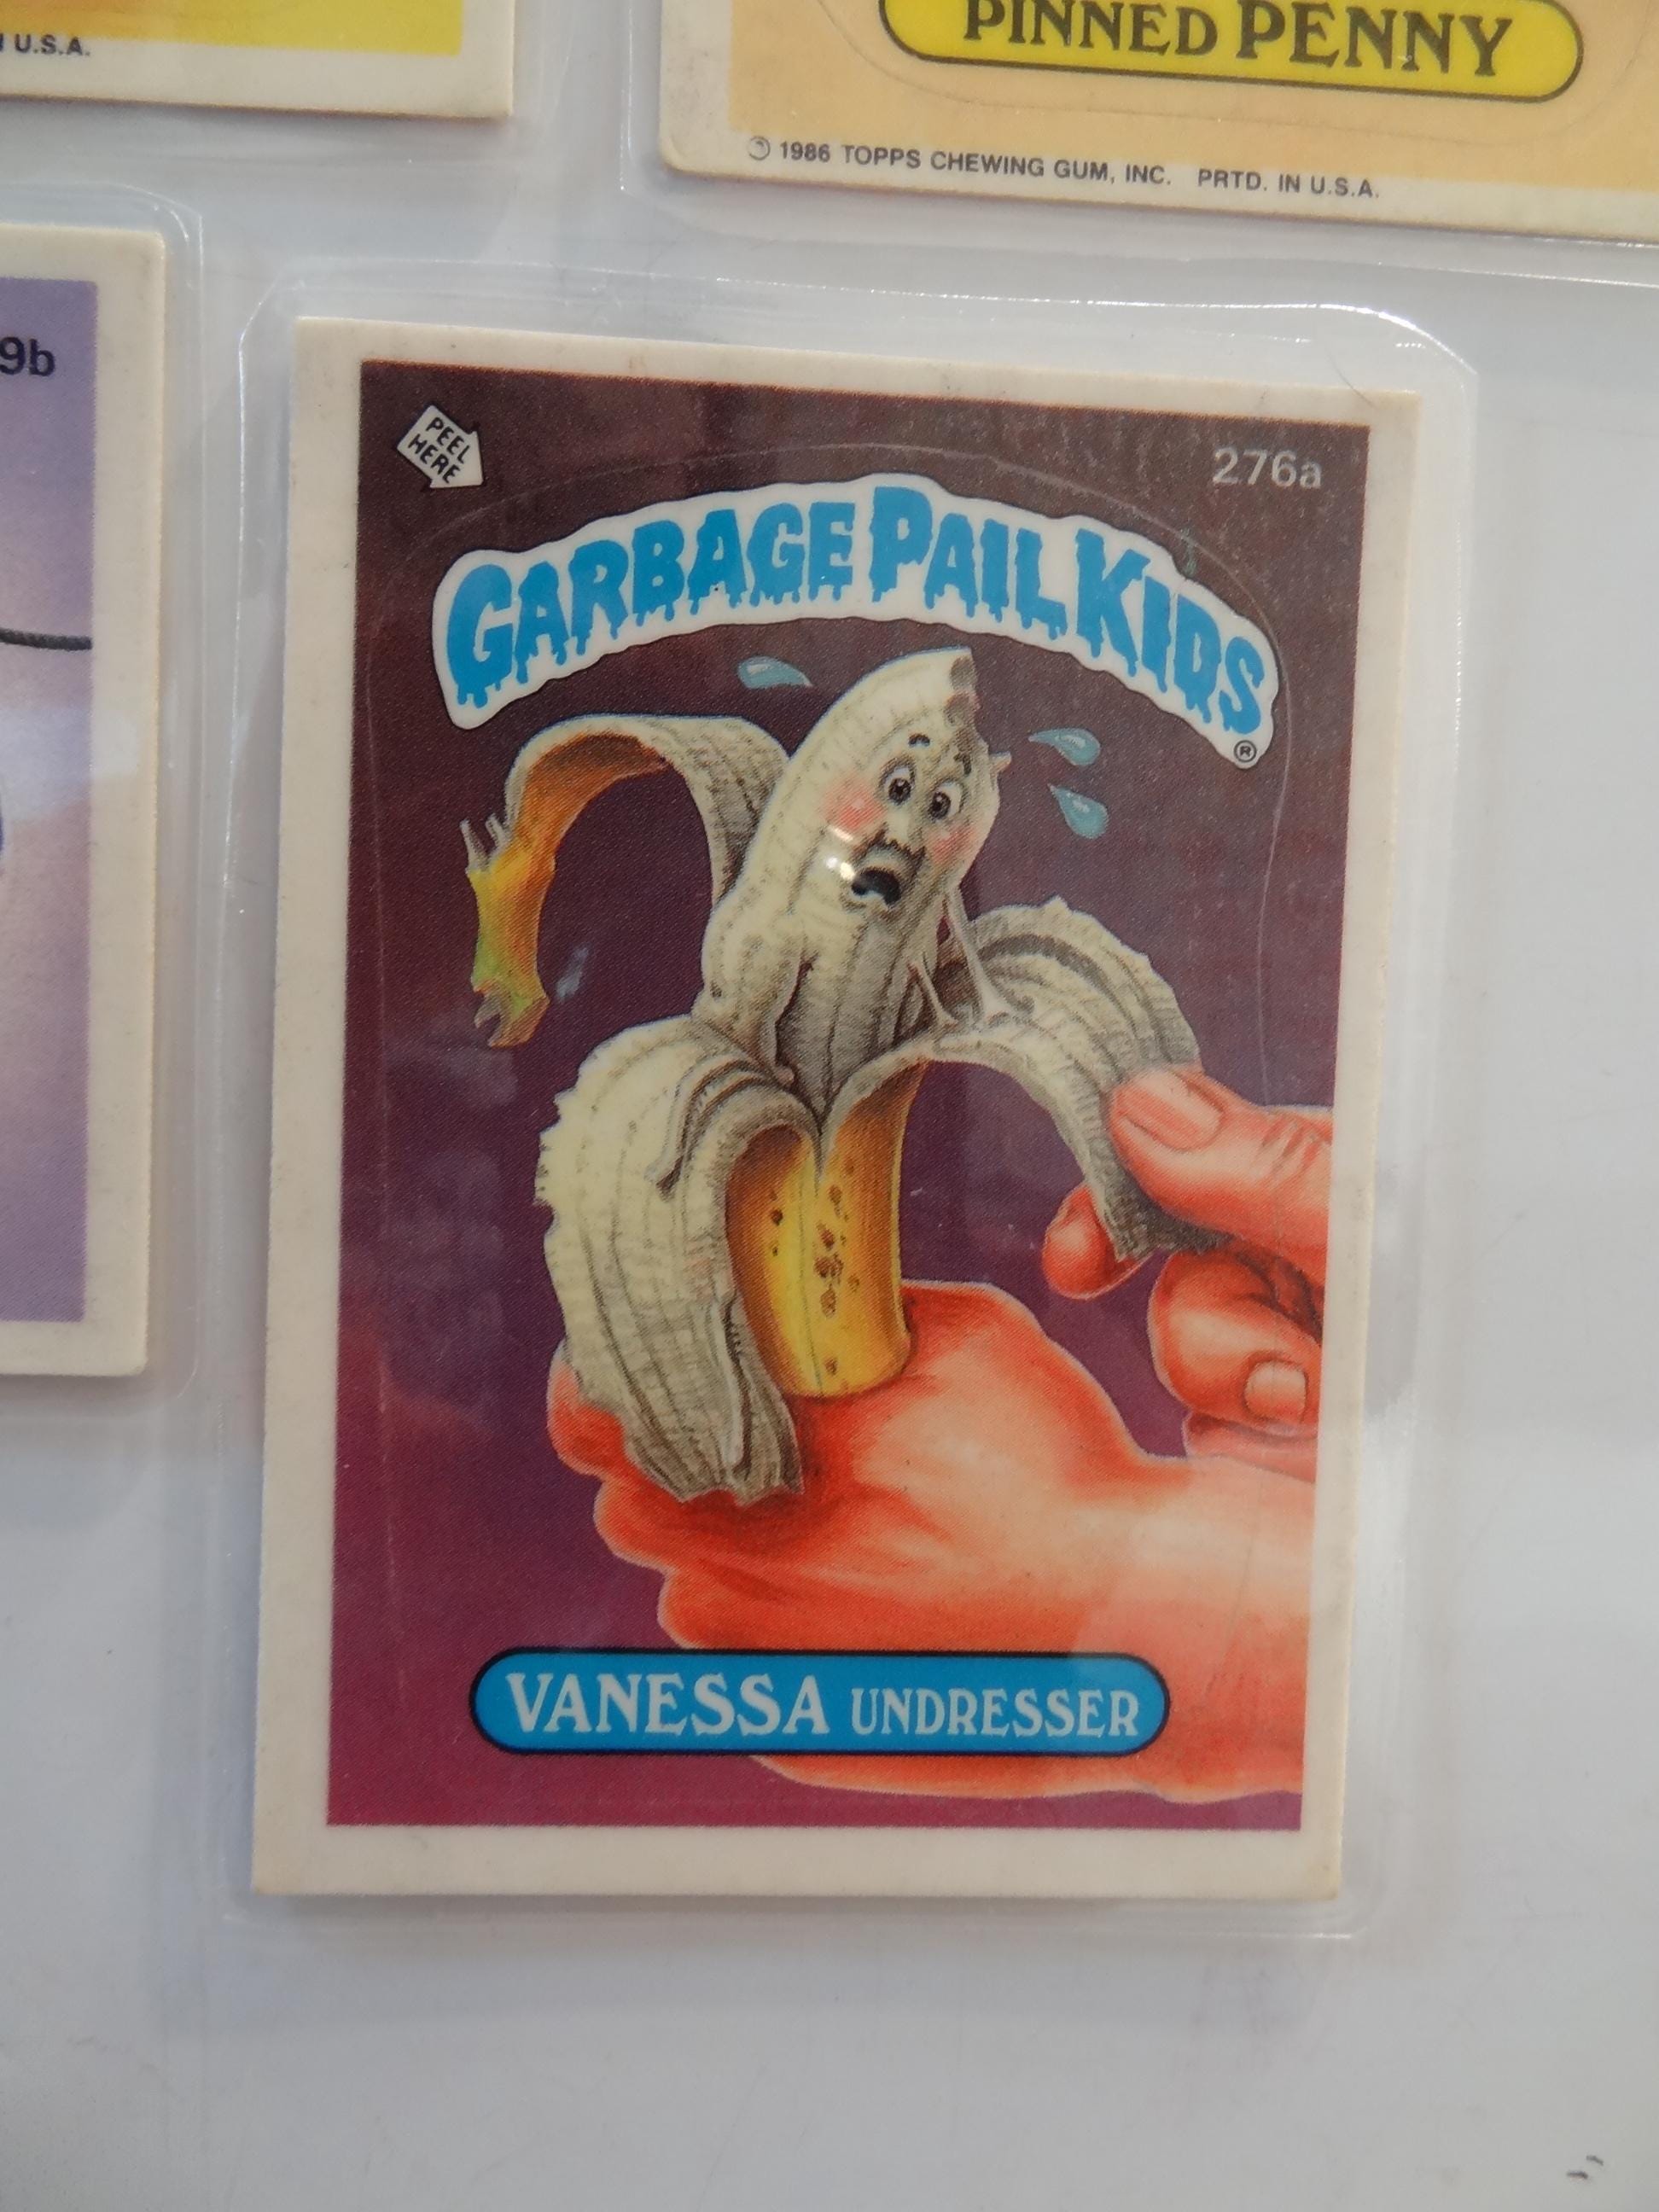 U.S.A.
PINNED PENNY
© 1986 TOPPS CHEWING GUM, INC. PRTD. IN U.S.A.
9b
PEEL
HERE
276a
GARBAGE PAIL KIDS
®
VANESSA UNDRESSER